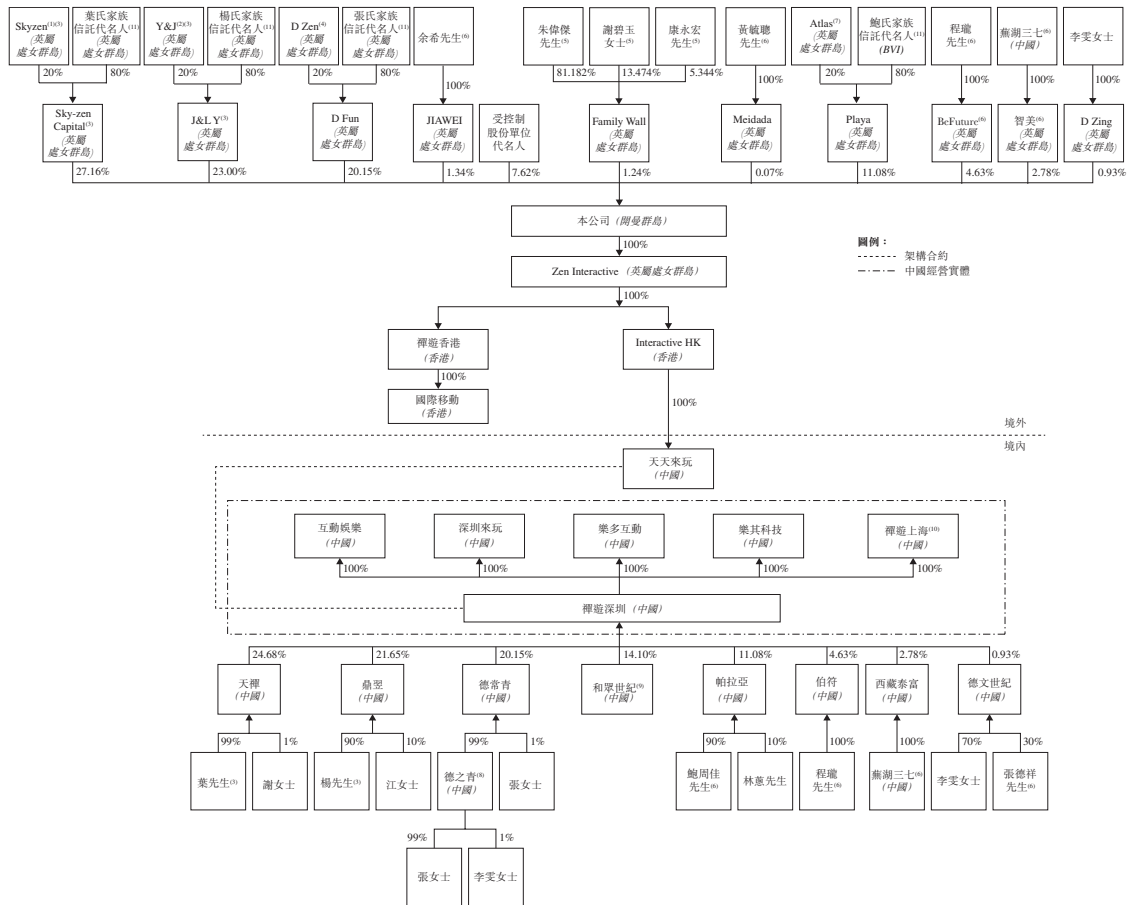 Skyzen⁽¹⁾⁽³⁾
(英屬
處女群島)
葉氏家族
信託代名人⁽¹¹⁾
(英屬
處女群島)
Y&J⁽²⁾⁽³⁾
(英屬
處女群島)
楊氏家族
信託代名人⁽¹¹⁾
(英屬
處女群島)
D Zen⁽⁴⁾
(英屬
處女群島)
張氏家族
信託代名人⁽¹¹⁾
(英屬
處女群島)
余希先生⁽⁶⁾
朱偉傑
先生⁽⁵⁾
謝碧玉
女士⁽⁵⁾
康永宏
先生⁽⁵⁾
黃毓聰
先生⁽⁶⁾
Atlas⁽⁷⁾
(英屬
處女群島)
鮑氏家族
信託代名人⁽¹¹⁾
(BVI)
程瓏
先生⁽⁶⁾
蕪湖三七⁽⁶⁾
(中國)
李雯女士
20%
80%
20%
80%
20%
80%
100%
81.182%
13.474%
5.344%
100%
20%
80%
100%
100%
100%
Sky-zen
Capital⁽³⁾
(英屬
處女群島)
J&L Y⁽³⁾
(英屬
處女群島)
D Fun
(英屬
處女群島)
JIAWEI
(英屬
處女群島)
受控制
股份單位
代名人
Family Wall
(英屬
處女群島)
Meidada
(英屬
處女群島)
Playa
(英屬
處女群島)
BeFuture⁽⁶⁾
(英屬
處女群島)
智美⁽⁶⁾
(英屬
處女群島)
D Zing
(英屬
處女群島)
27.16%
23.00%
20.15%
1.34%
7.62%
1.24%
0.07%
11.08%
4.63%
2.78%
0.93%
本公司 (開曼群島)
100%
Zen Interactive (英屬處女群島)
100%
圖例：
架構合約
中國經營實體
禪遊香港
(香港)
Interactive HK
(香港)
100%
國際移動
(香港)
100%
境外
境內
天天來玩
(中國)
互動娛樂
(中國)
深圳來玩
(中國)
樂多互動
(中國)
樂其科技
(中國)
禪遊上海⁽¹⁰⁾
(中國)
100%
100%
100%
100%
100%
禪遊深圳 (中國)
24.68%
21.65%
20.15%
14.10%
11.08%
4.63%
2.78%
0.93%
天禪
(中國)
鼎翌
(中國)
德常青
(中國)
和眾世紀⁽⁹⁾
(中國)
帕拉亞
(中國)
伯符
(中國)
西藏泰富
(中國)
德文世紀
(中國)
99%
1%
90%
10%
99%
1%
90%
10%
100%
100%
70%
30%
葉先生⁽³⁾
謝女士
楊先生⁽³⁾
江女士
德之青⁽⁸⁾
(中國)
張女士
鮑周佳
先生⁽⁶⁾
林蔥先生
程瓏
先生⁽⁶⁾
蕪湖三七⁽⁶⁾
(中國)
李雯女士
張德祥
先生⁽⁶⁾
99%
1%
張女士
李雯女士